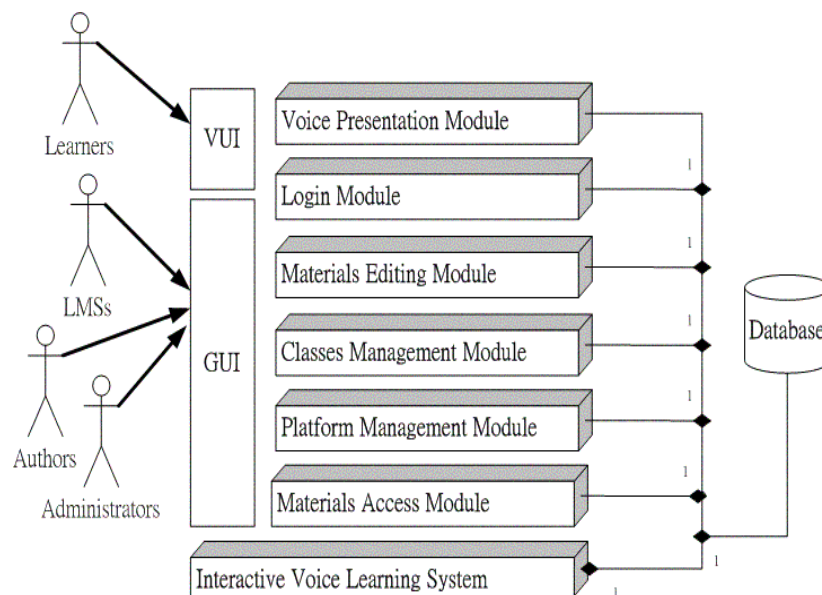 Learners
VUI
Voice Presentation Module
1
Login Module
LMSs
1
Materials Editing Module
1
Database
Classes Management Module
GUI
1
Platform Management Module
Authors
Administrators
1
Materials Access Module
1
Interactive Voice Learning System
1